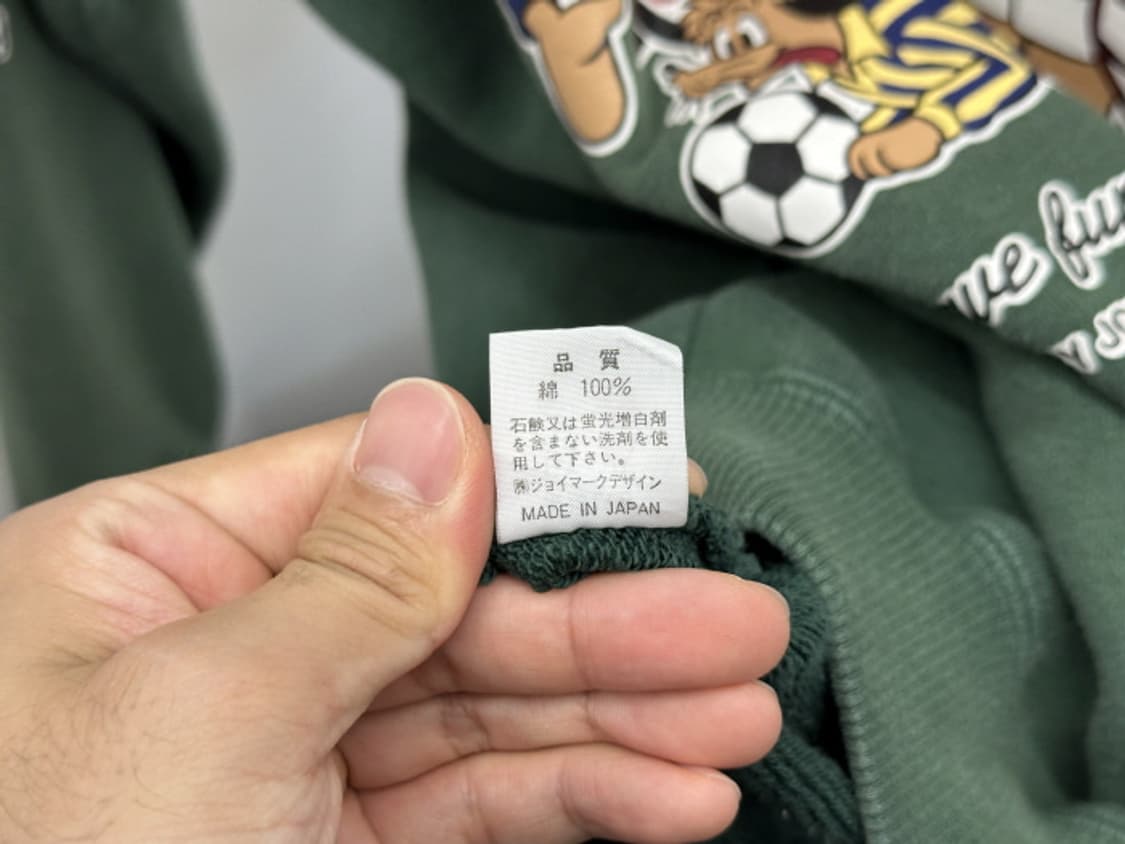 we fun
品 質
綿 100%
石鹸又は蛍光増白剤
を含まない洗剤を使
用して下さい。
㈱ジョイマークデザイン
MADE IN JAPAN